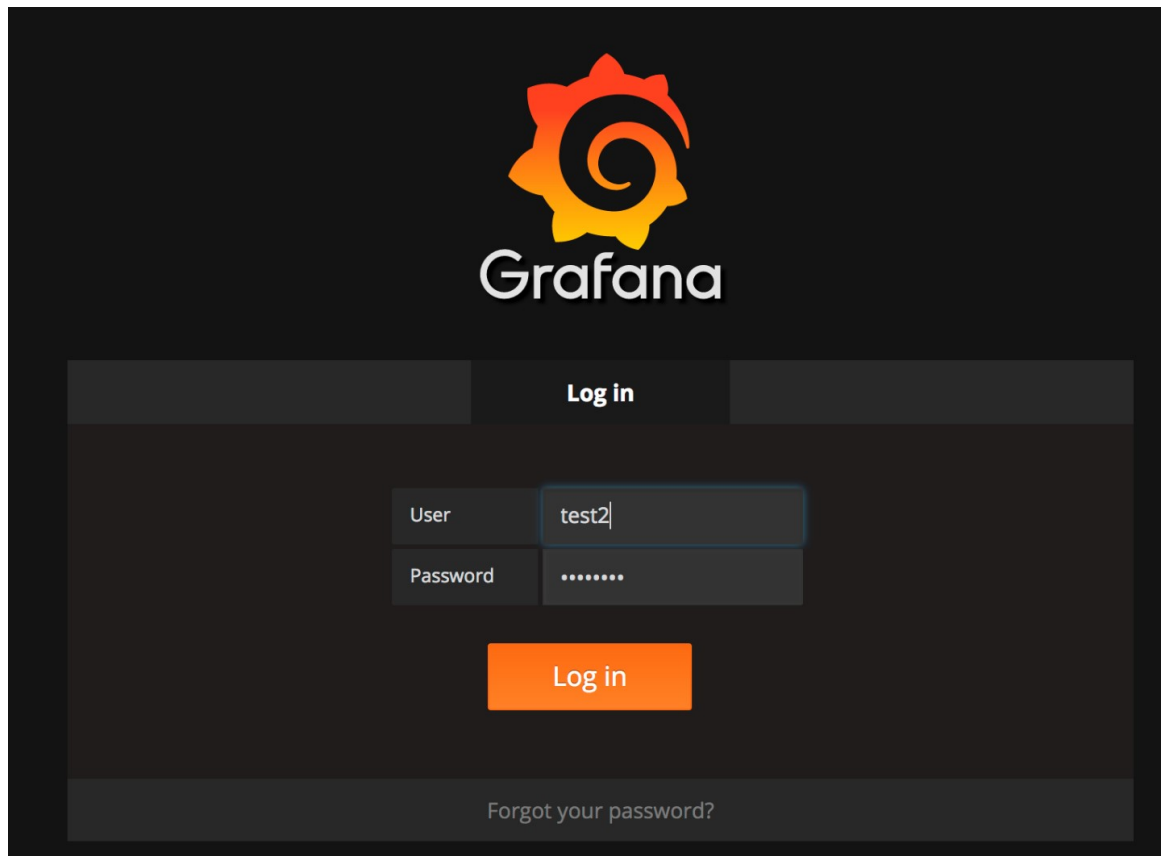 Grafana
Log in
User test2
Password ••••••••
Log in
Forgot your password?